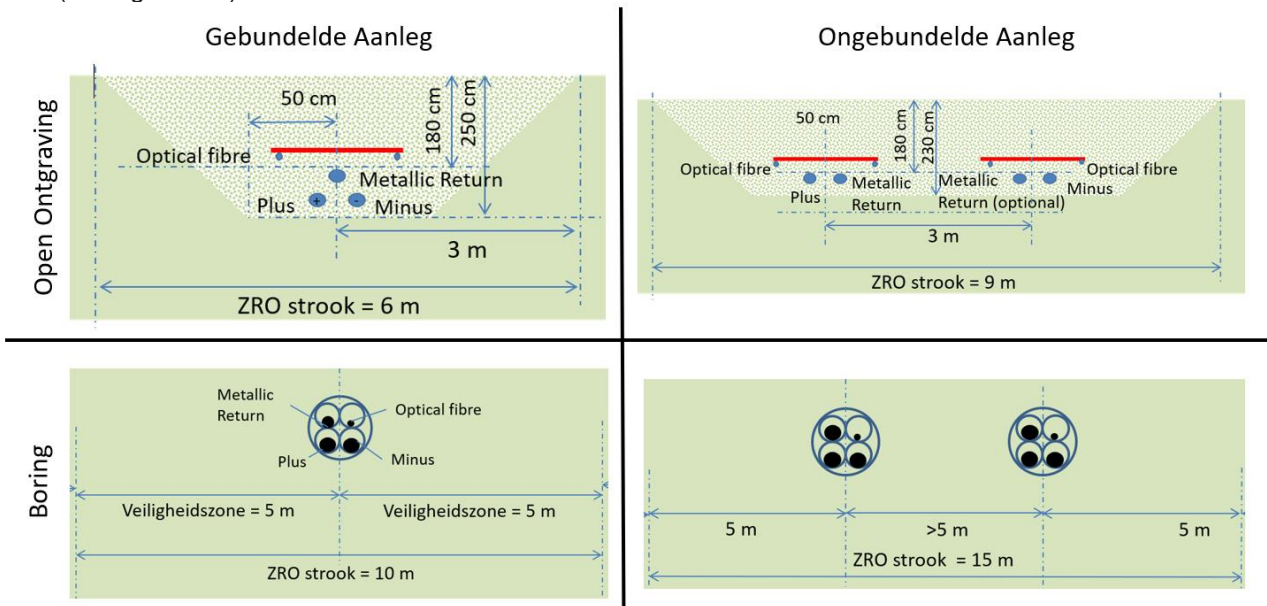 Gebundelde Aanleg
Ongebundelde Aanleg
Open Ontgraving
50 cm
180 cm
250 cm
Optical fibre
Metallic Return
Plus
+
-
Minus
3 m
ZRO strook = 6 m
50 cm
180 cm
230 cm
Optical fibre
Optical fibre
Plus
Metallic
Return
Metallic
Return (optional)
Minus
3 m
ZRO strook = 9 m
Boring
Metallic
Return
Optical fibre
Plus
Minus
Veiligheidszone = 5 m
Veiligheidszone = 5 m
ZRO strook = 10 m
5 m
>5 m
5 m
ZRO strook = 15 m